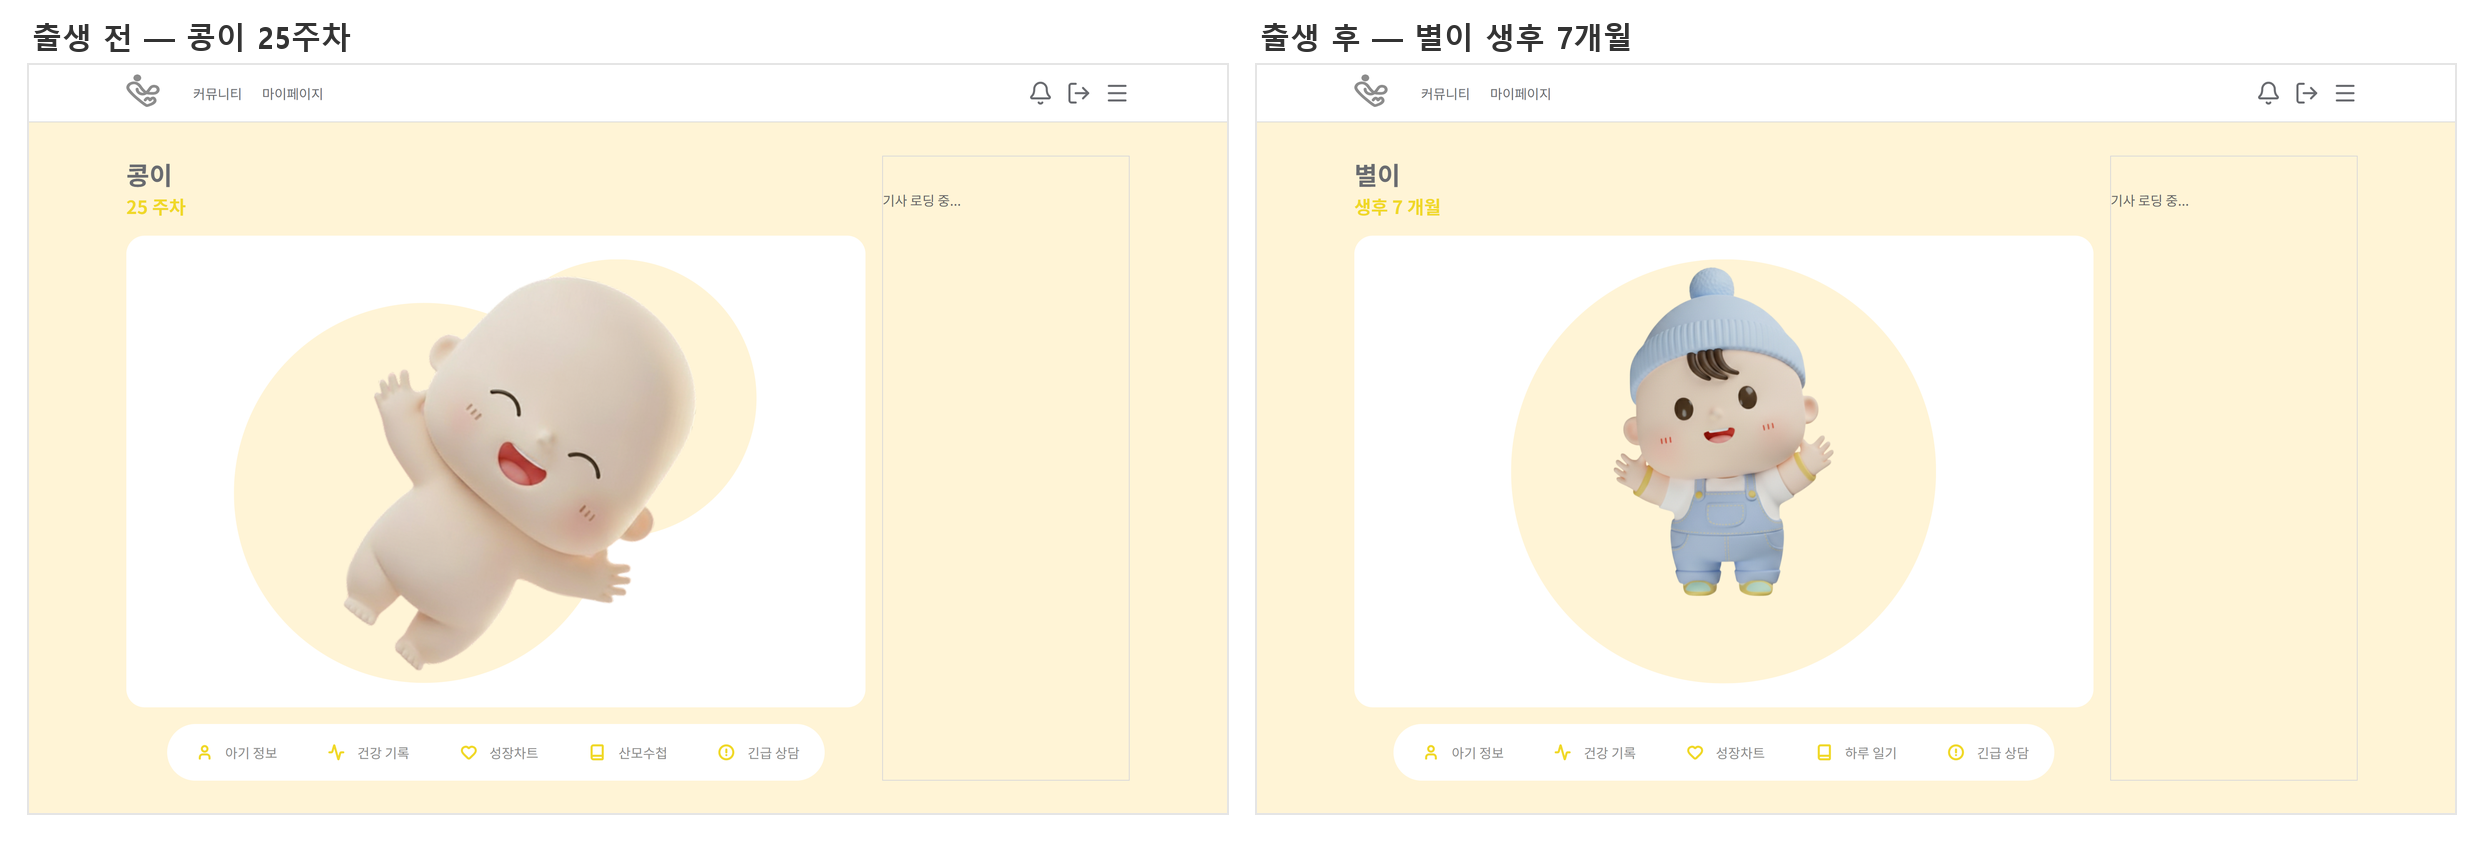 출생 전 — 콩이 25주차
커뮤니티 마이페이지
콩이
25 주차
기사 로딩 중...
아기 정보 건강 기록 성장차트 산모수첩 긴급 상담
출생 후 — 별이 생후 7개월
커뮤니티 마이페이지
별이
생후 7 개월
기사 로딩 중...
아기 정보 건강 기록 성장차트 하루 일기 긴급 상담